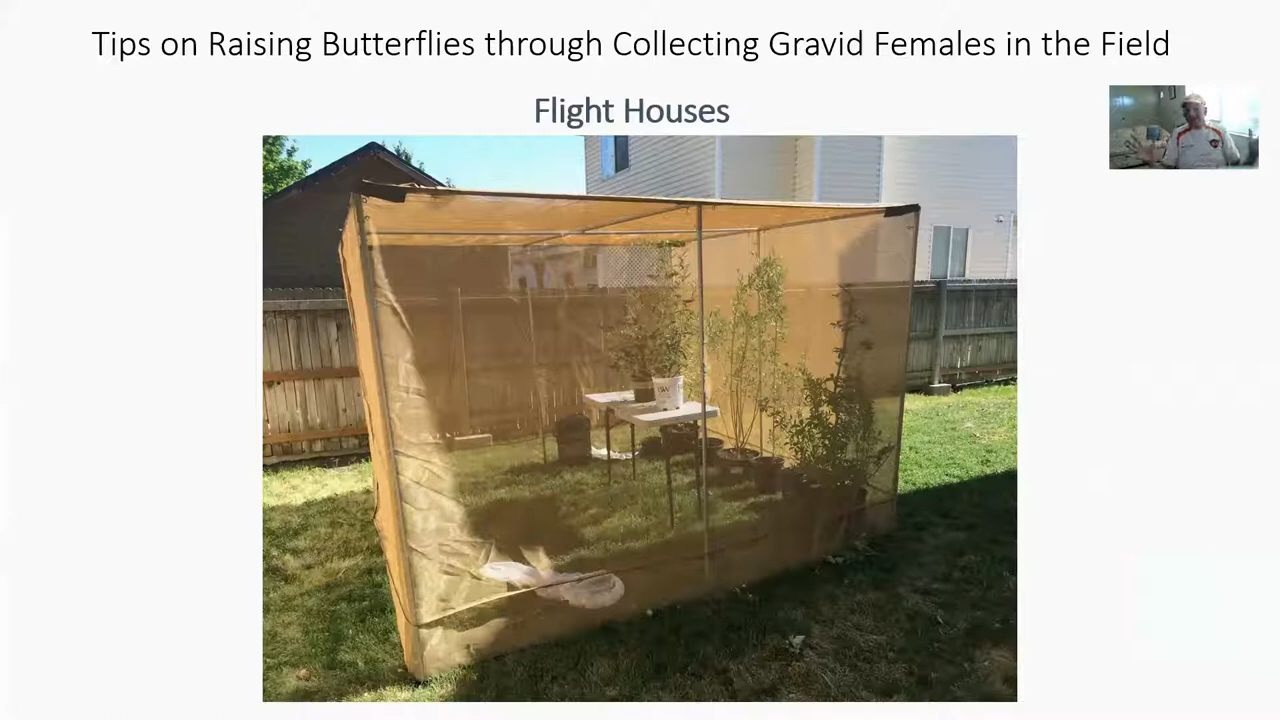 Tips on Raising Butterflies through Collecting Gravid Females in the Field
Flight Houses